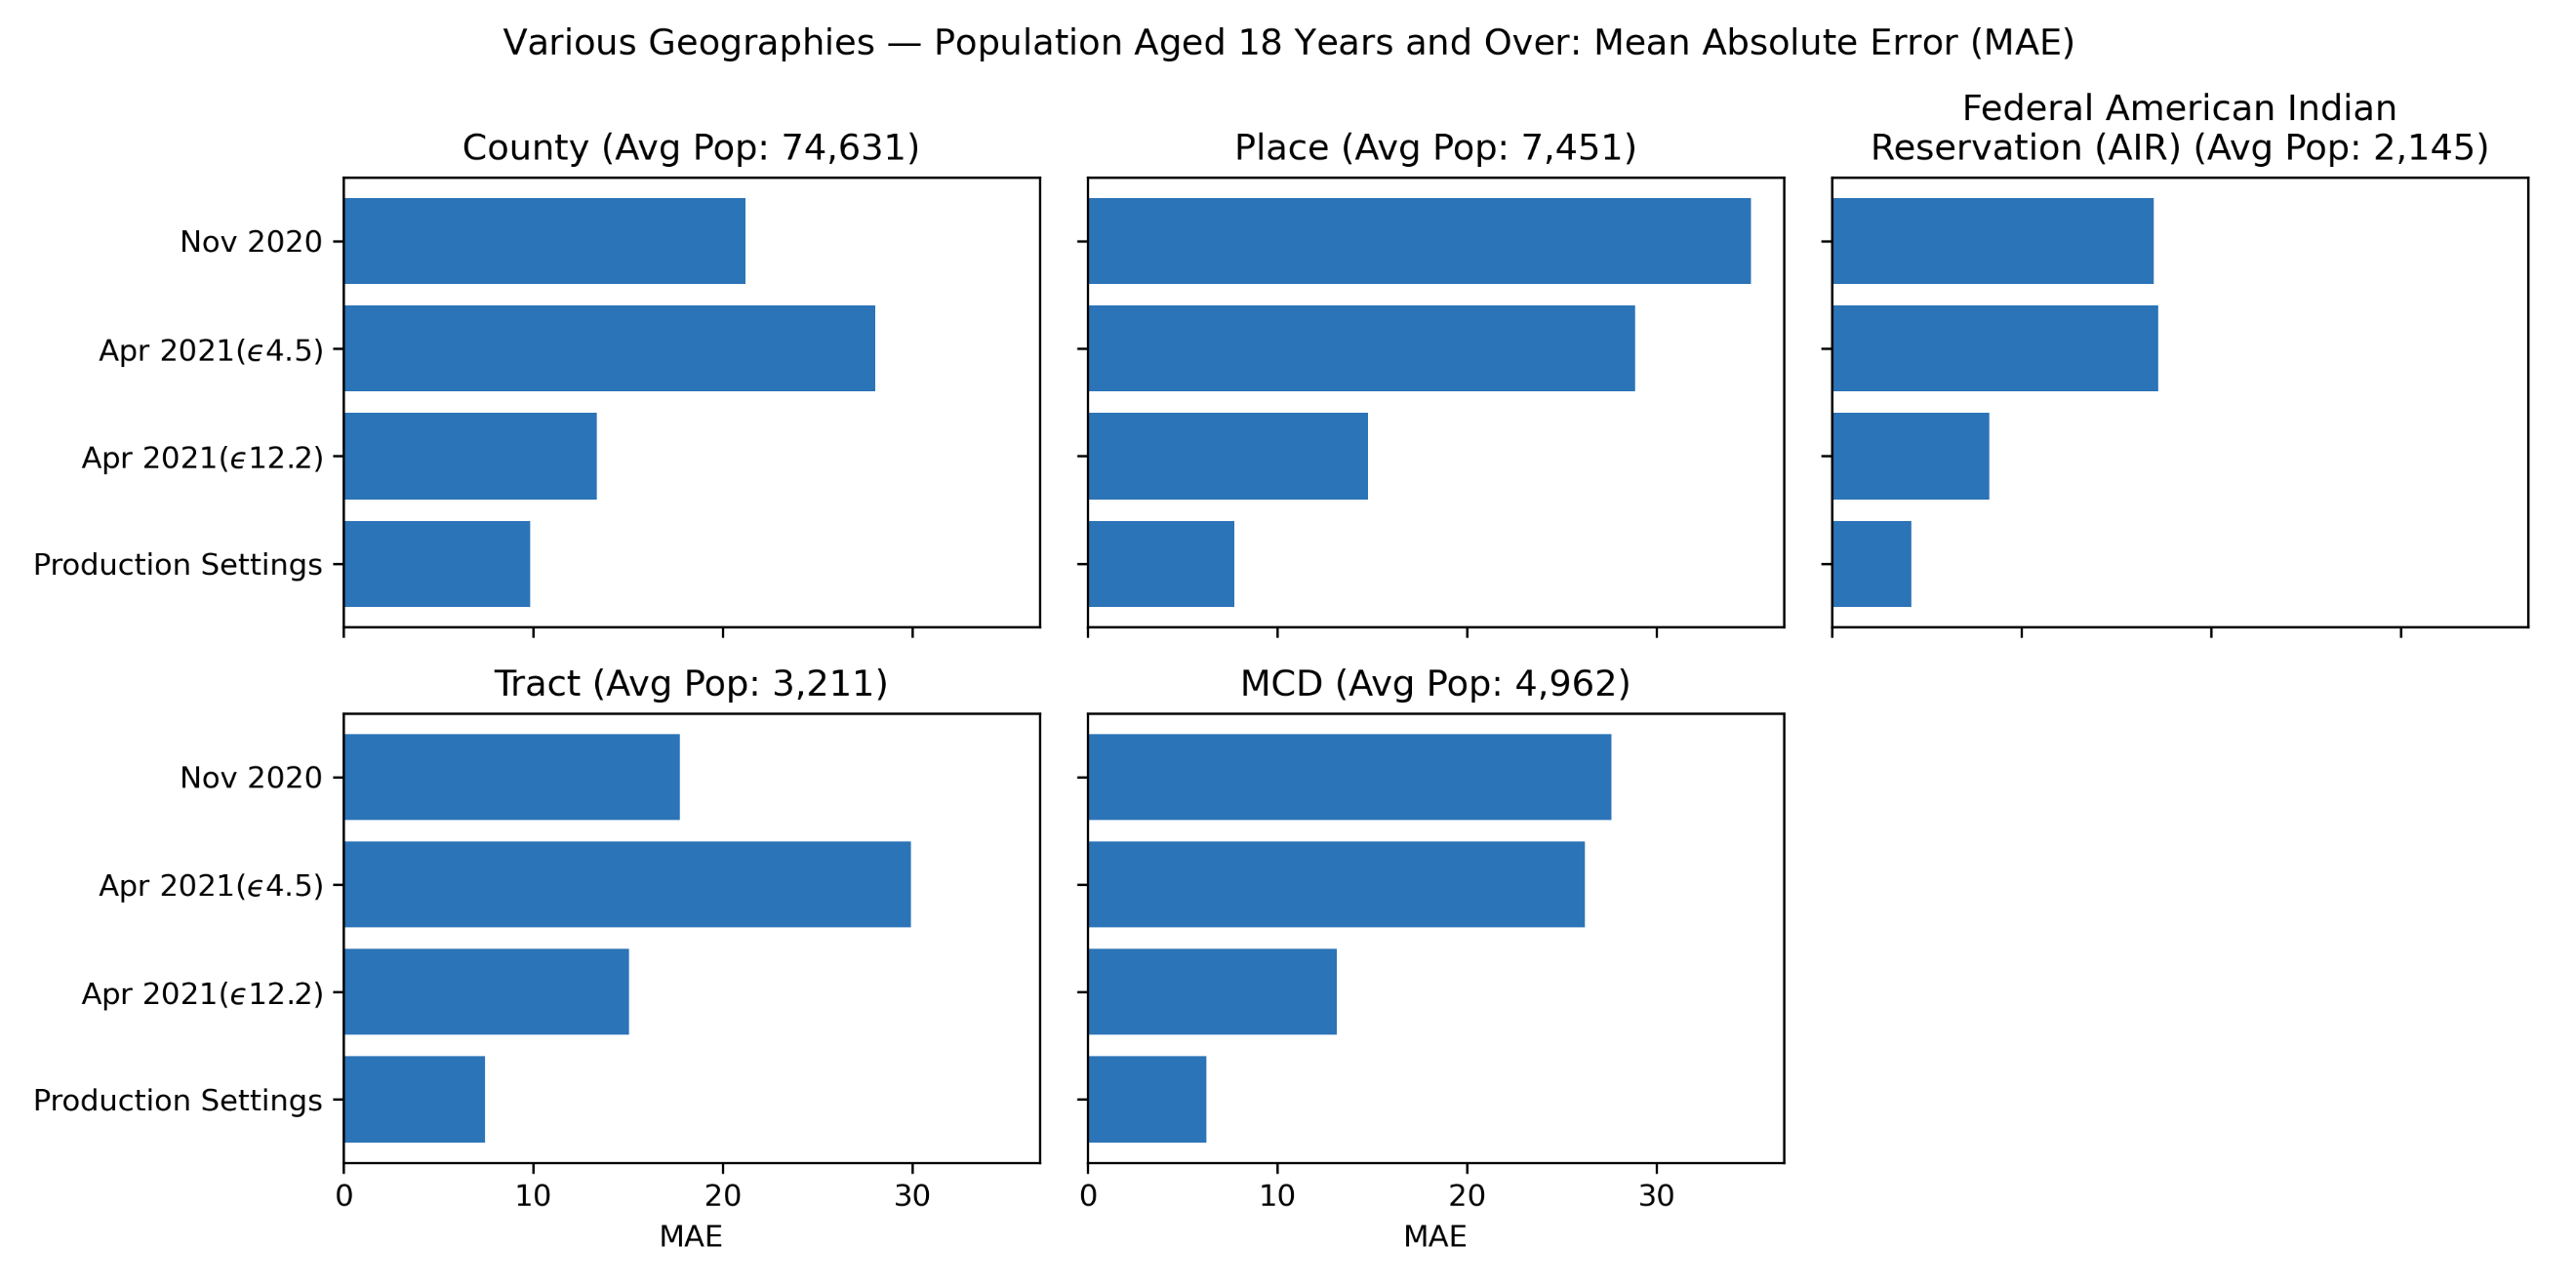 Various Geographies — Population Aged 18 Years and Over: Mean Absolute Error (MAE)
County (Avg Pop: 74,631)
Place (Avg Pop: 7,451)
Federal American Indian
Reservation (AIR) (Avg Pop: 2,145)
Nov 2020
Apr 2021(ϵ4.5)
Apr 2021(ϵ12.2)
Production Settings
Tract (Avg Pop: 3,211)
MCD (Avg Pop: 4,962)
Nov 2020
Apr 2021(ϵ4.5)
Apr 2021(ϵ12.2)
Production Settings
0 10 20 30
MAE
0 10 20 30
MAE